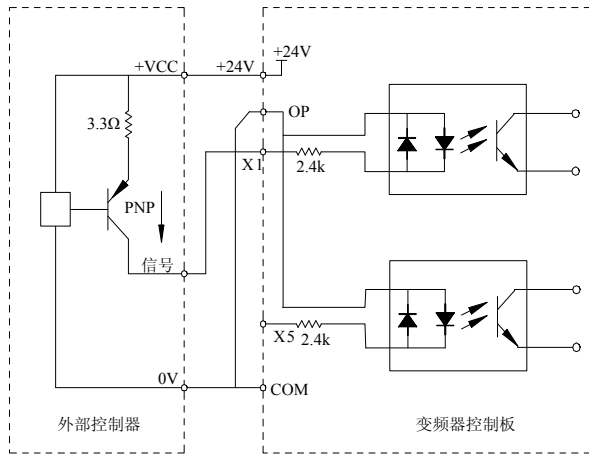 +VCC
+24V
+24V
OP
3.3Ω
X1
2.4k
PNP
信号
X5
2.4k
0V
COM
外部控制器
变频器控制板